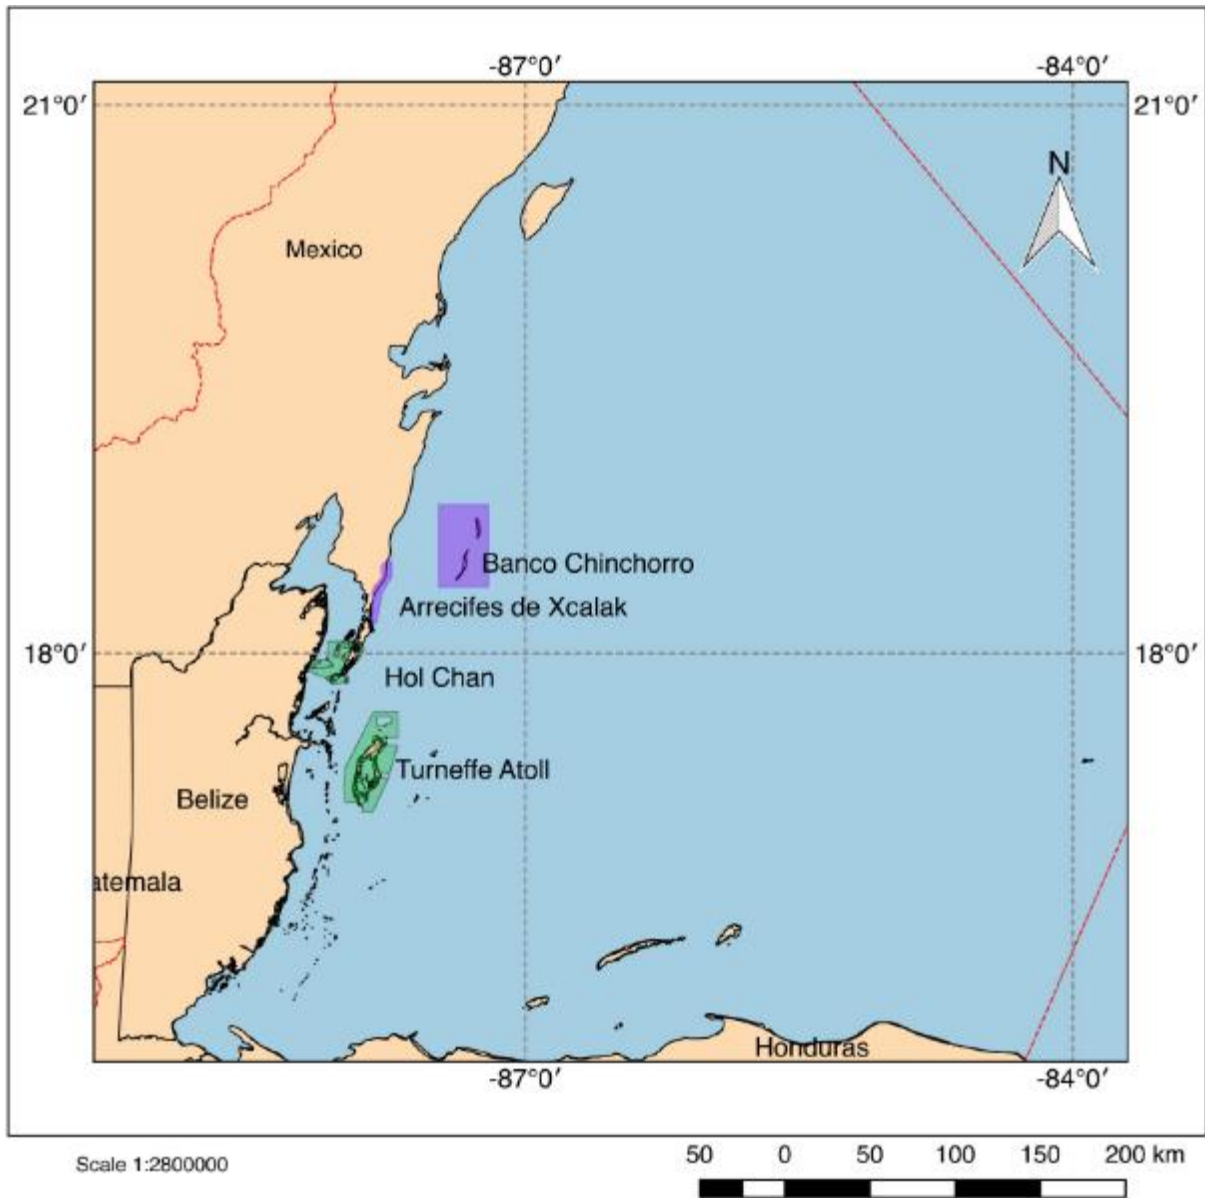 -87°0′ -84°0′
21°0′ 21°0′
N
Mexico
Banco Chinchorro
Arrecifes de Xcalak
18°0′ 18°0′
Hol Chan
Turneffe Atoll
Belize
atemala
Honduras
-87°0′ -84°0′
50 0 50 100 150 200 km
Scale 1:2800000